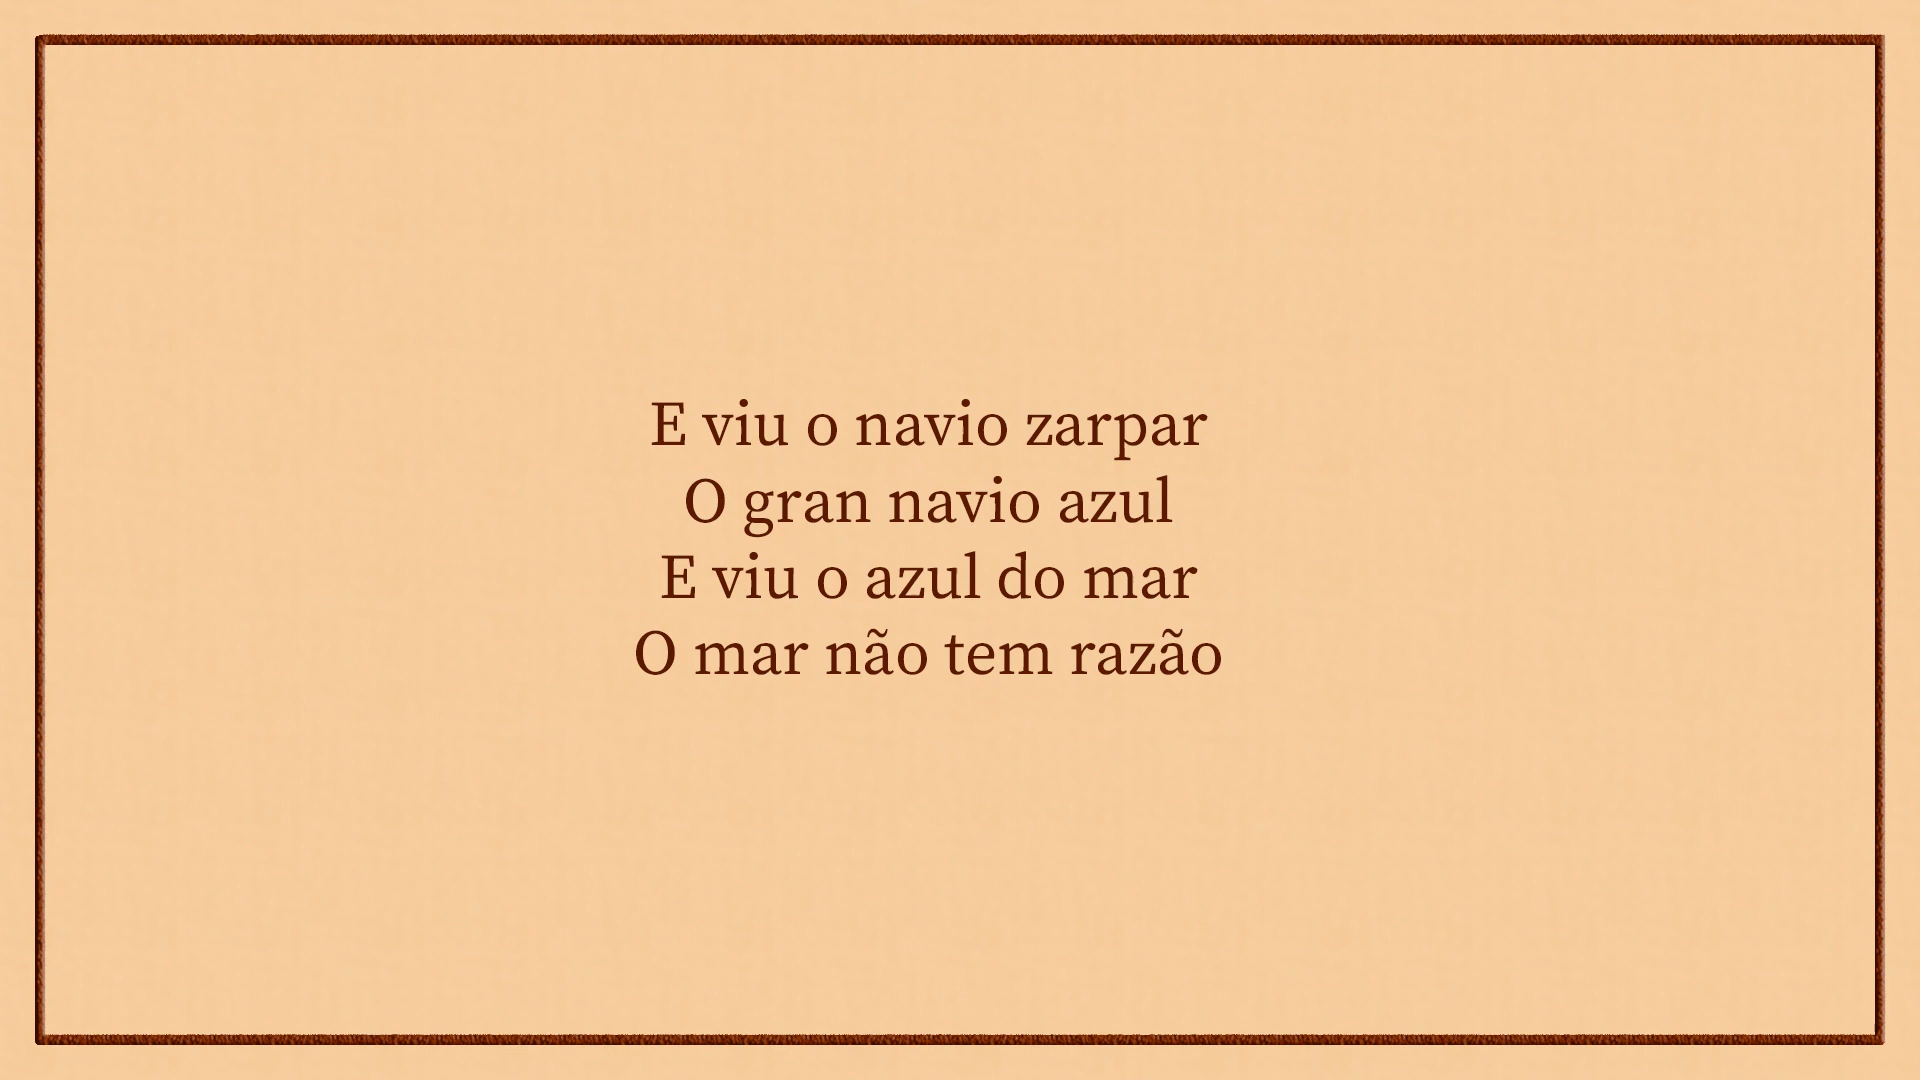 E viu o navio zarpar
O gran navio azul
E viu o azul do mar
O mar não tem razão